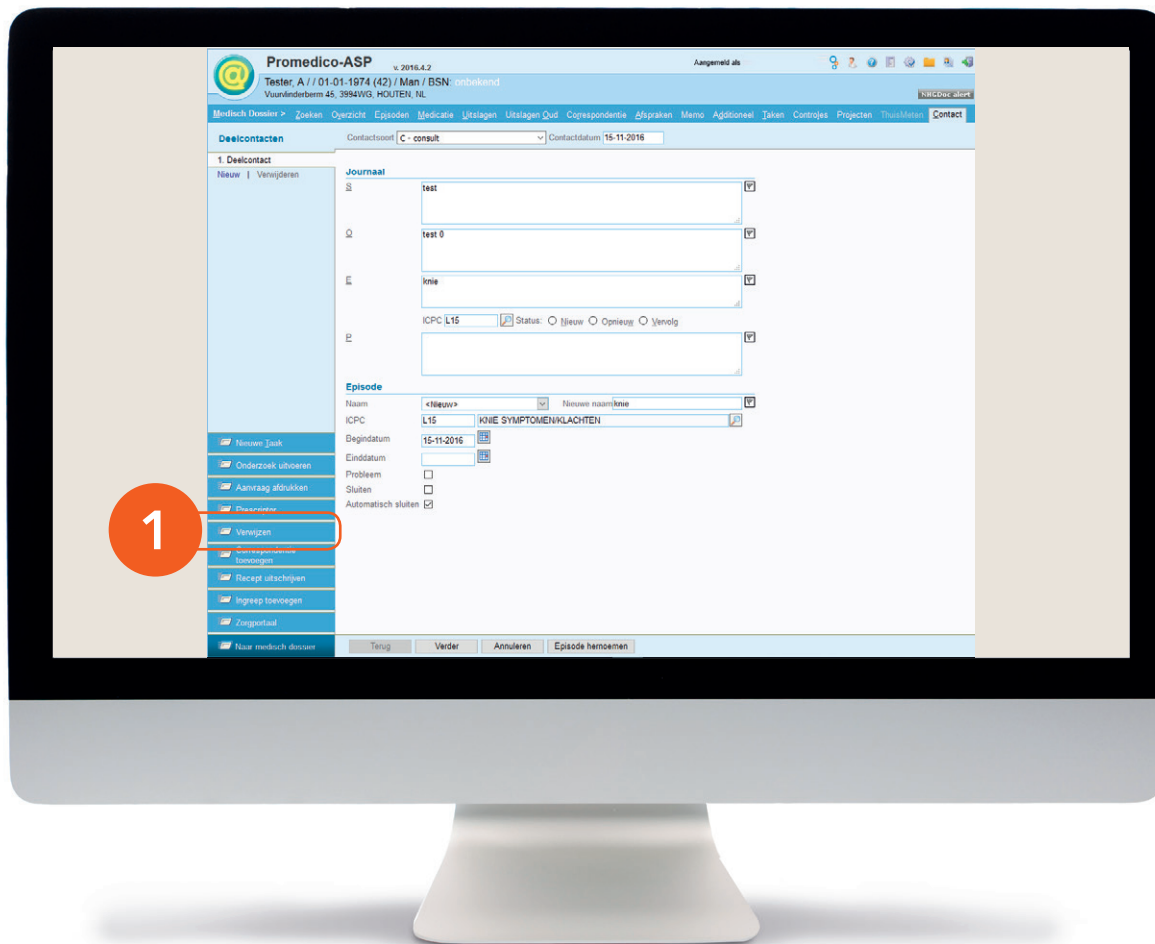 Promedico-ASP v. 2016.4.2 Aangemeld als
Tester, A / / 01-01-1974 (42) / Man / BSN: onbekend
Vuurvlinderberm 45, 3994WG, HOUTEN, NL
NHGDoc alert
Medisch Dossier > Zoeken Overzicht Episoden Medicatie Uitslagen Uitslagen Oud Correspondentie Afspraken Memo Additioneel Taken Controles Projecten ThuisMeten Contact
Deelcontacten Contactsoort C - consult Contactdatum 15-11-2016
1. Deelcontact
Nieuw | Verwijderen
Journaal
S test
O test 0
E knie
ICPC L15 Status: Nieuw Opnieuw Vervolg
P
Episode
Naam <Nieuw> Nieuwe naam knie
ICPC L15 KNIE SYMPTOMEN/KLACHTEN
Begindatum 15-11-2016
Einddatum
Probleem
Sluiten
Automatisch sluiten
Nieuwe Taak
Onderzoek uitvoeren
Aanvraag afdrukken
Prescriptor
1 Verwijzen
Correspondentie
toevoegen
Recept uitschrijven
Ingreep toevoegen
Zorgportaal
Naar medisch dossier
Terug Verder Annuleren Episode hernoemen